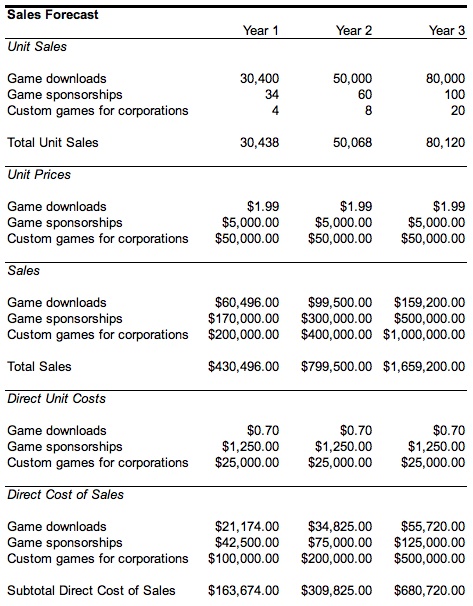 Sales Forecast
Year 1 Year 2 Year 3
Unit Sales
Game downloads 30,400 50,000 80,000
Game sponsorships 34 60 100
Custom games for corporations 4 8 20
Total Unit Sales 30,438 50,068 80,120
Unit Prices
Game downloads $1.99 $1.99 $1.99
Game sponsorships $5,000.00 $5,000.00 $5,000.00
Custom games for corporations $50,000.00 $50,000.00 $50,000.00
Sales
Game downloads $60,496.00 $99,500.00 $159,200.00
Game sponsorships $170,000.00 $300,000.00 $500,000.00
Custom games for corporations $200,000.00 $400,000.00 $1,000,000.00
Total Sales $430,496.00 $799,500.00 $1,659,200.00
Direct Unit Costs
Game downloads $0.70 $0.70 $0.70
Game sponsorships $1,250.00 $1,250.00 $1,250.00
Custom games for corporations $25,000.00 $25,000.00 $25,000.00
Direct Cost of Sales
Game downloads $21,174.00 $34,825.00 $55,720.00
Game sponsorships $42,500.00 $75,000.00 $125,000.00
Custom games for corporations $100,000.00 $200,000.00 $500,000.00
Subtotal Direct Cost of Sales $163,674.00 $309,825.00 $680,720.00